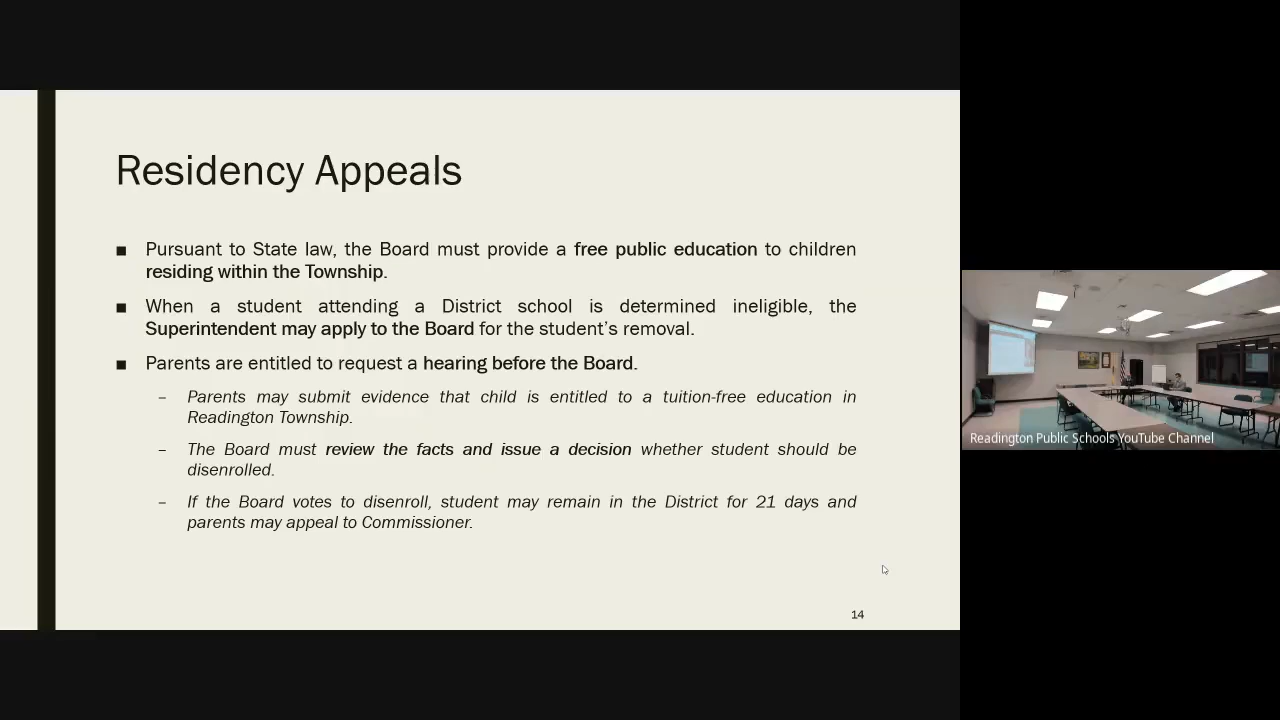 Residency Appeals
■ Pursuant to State law, the Board must provide a free public education to children
residing within the Township.
■ When a student attending a District school is determined ineligible, the
Superintendent may apply to the Board for the student's removal.
■ Parents are entitled to request a hearing before the Board.
– Parents may submit evidence that child is entitled to a tuition-free education in
Readington Township.
– The Board must review the facts and issue a decision whether student should be
disenrolled.
– If the Board votes to disenroll, student may remain in the District for 21 days and
parents may appeal to Commissioner.
14
Readington Public Schools YouTube Channel